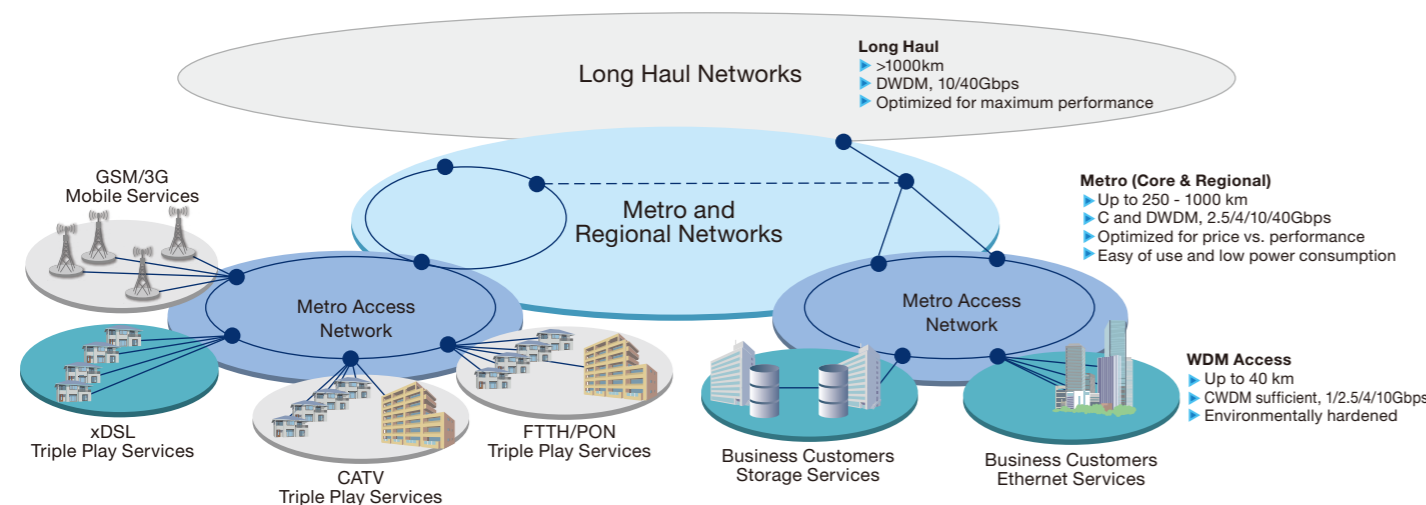 Long Haul Networks
Long Haul
>1000km
DWDM, 10/40Gbps
Optimized for maximum performance
GSM/3G
Mobile Services
Metro and
Regional Networks
Metro (Core & Regional)
Up to 250 - 1000 km
C and DWDM, 2.5/4/10/40Gbps
Optimized for price vs. performance
Easy of use and low power consumption
Metro Access
Network
Metro Access
Network
WDM Access
Up to 40 km
CWDM sufficient, 1/2.5/4/10Gbps
Environmentally hardened
xDSL
Triple Play Services
CATV
Triple Play Services
FTTH/PON
Triple Play Services
Business Customers
Storage Services
Business Customers
Ethernet Services